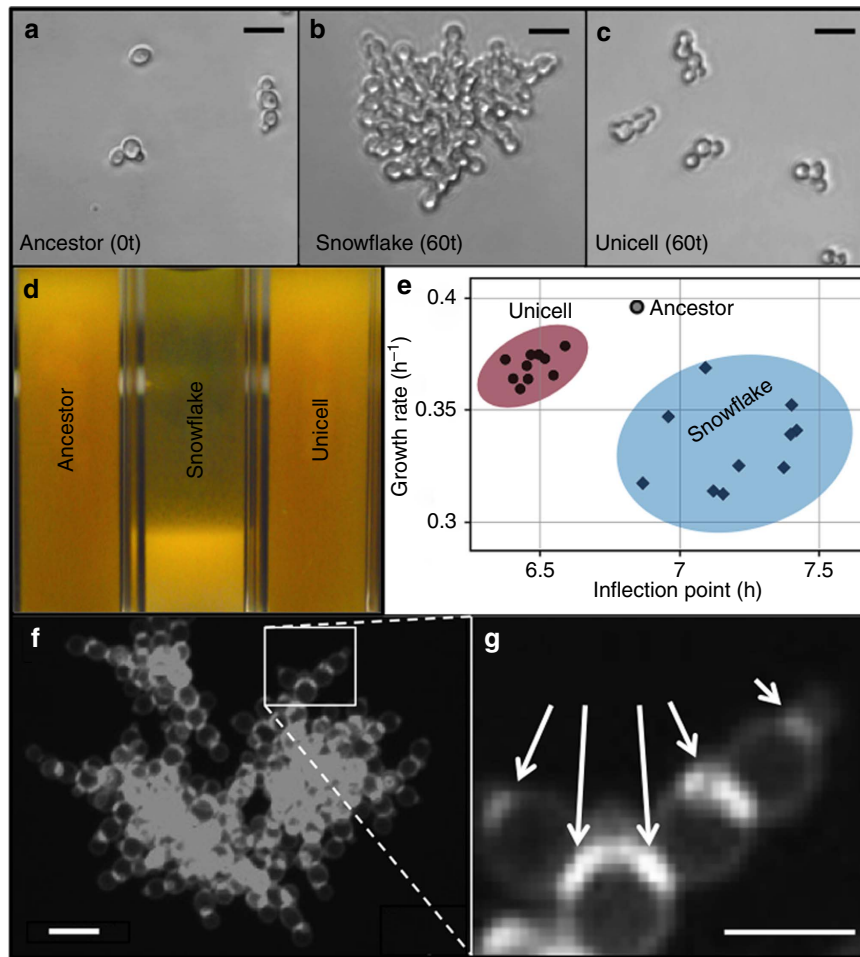 a
b
c
Ancestor (0t)
Snowflake (60t)
Unicell (60t)
d
Ancestor
Snowflake
Unicell
e
Growth rate (h⁻¹)
0.4
0.35
0.3
Unicell
Ancestor
Snowflake
6.5
7
7.5
Inflection point (h)
f
g